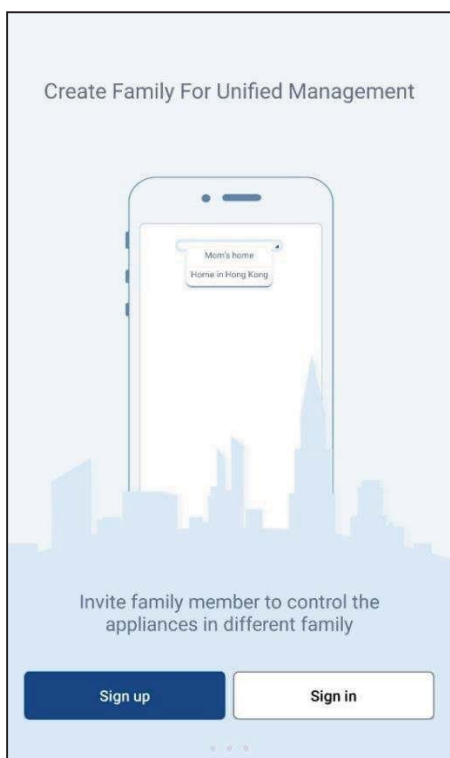 Create Family For Unified Management
Mom's home
Home in Hong Kong
Invite family member to control the
appliances in different family
Sign up
Sign in